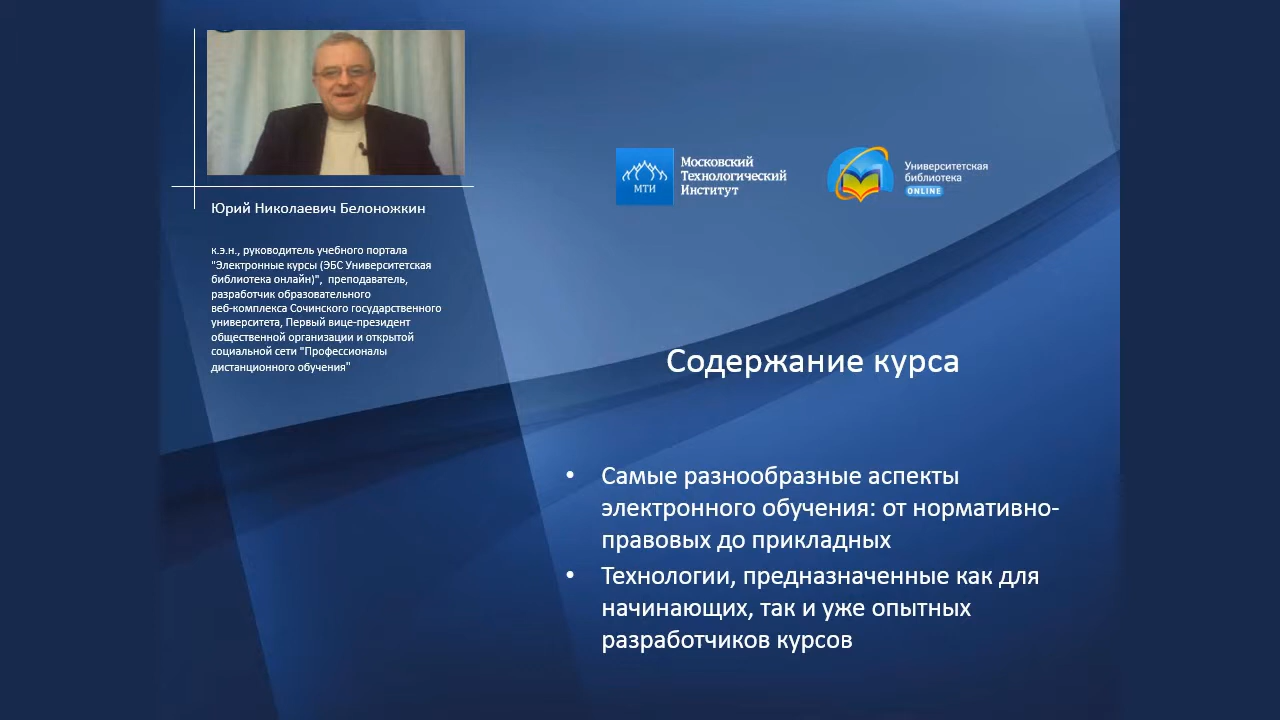 Юрий Николаевич Белоножкин
к.э.н., руководитель учебного портала
"Электронные курсы (ЭБС Университетская
библиотека онлайн)", преподаватель,
разработчик образовательного
веб-комплекса Сочинского государственного
университета, Первый вице-президент
общественной организации и открытой
социальной сети "Профессионалы
дистанционного обучения"
МТИ
Московский
Технологический
Институт
Университетская
библиотека
ONLINE
Содержание курса
• Самые разнообразные аспекты
электронного обучения: от нормативно-
правовых до прикладных
• Технологии, предназначенные как для
начинающих, так и уже опытных
разработчиков курсов